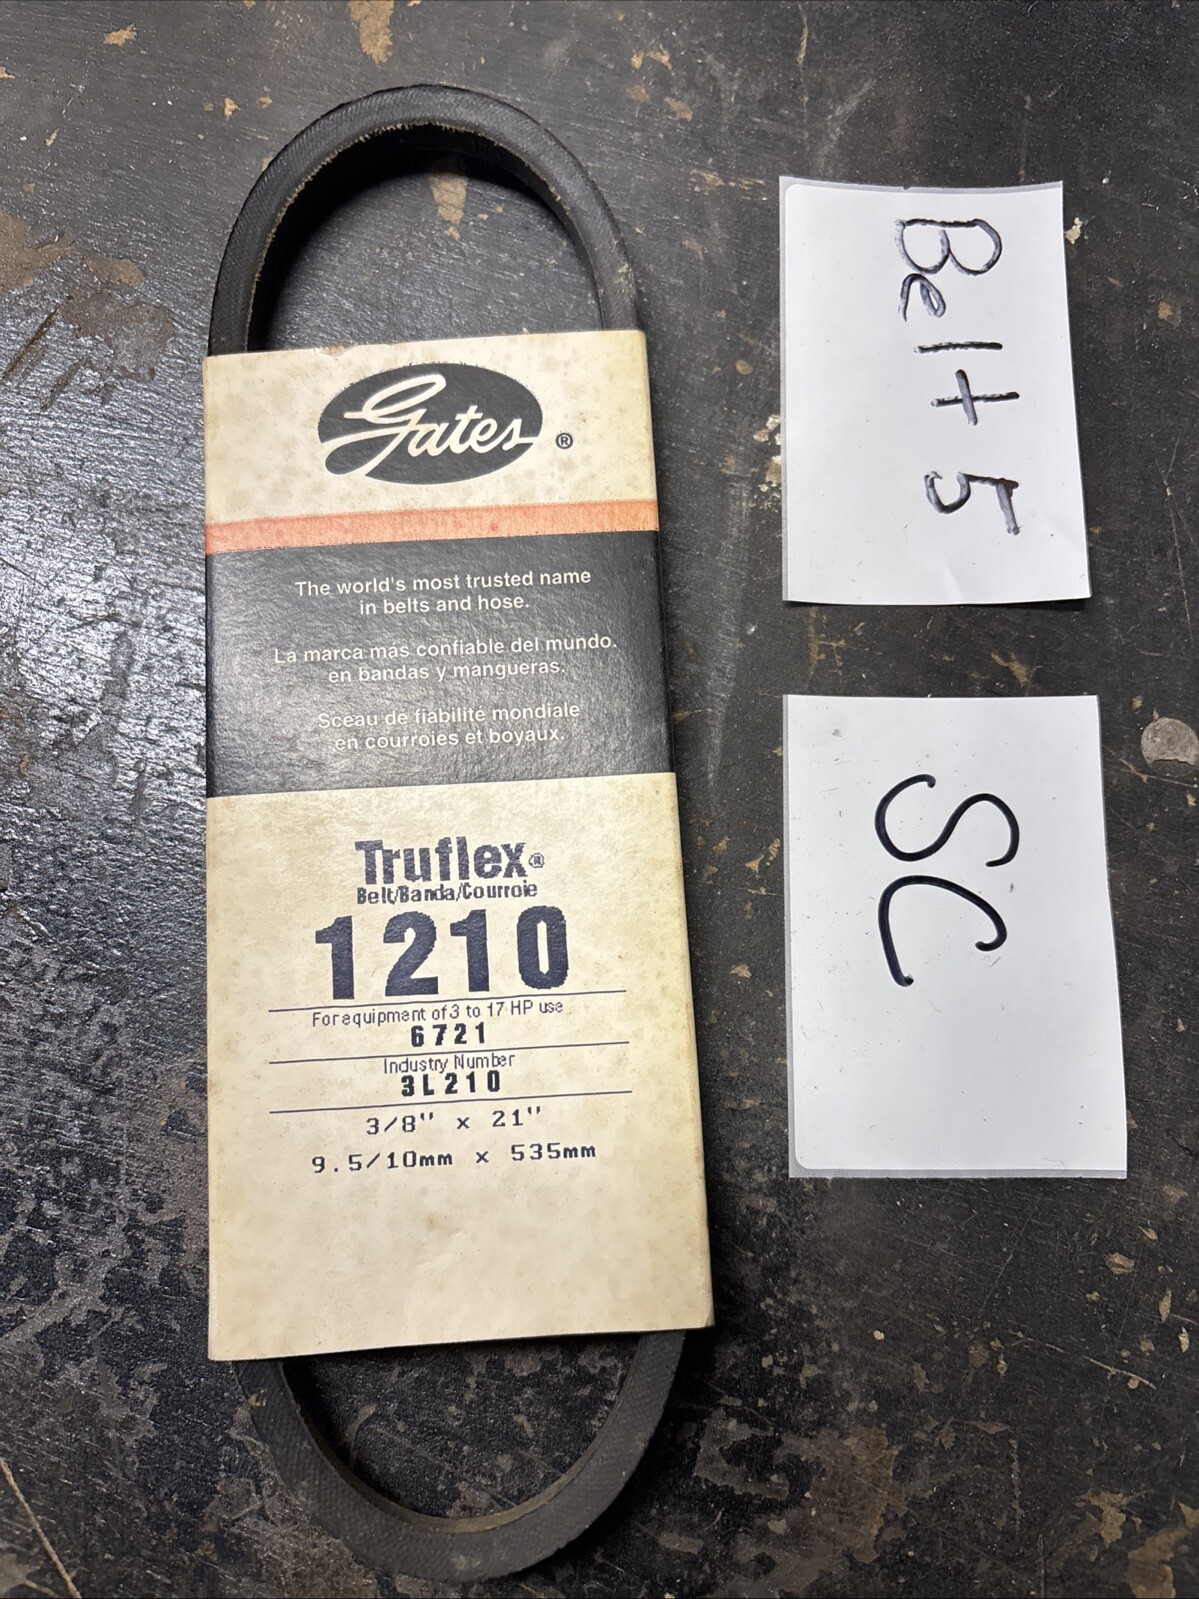 Gates®
The world's most trusted name
in belts and hose.
La marca más confiable del mundo.
en bandas y mangueras.
Sceau de fiabilité mondiale
en courroies et boyaux.
Truflex®
Belt/Banda/Courroie
1210
For equipment of 3 to 17 HP use
6721
Industry Number
3L210
3/8" x 21"
9.5/10mm x 535mm
Belt 5
SC